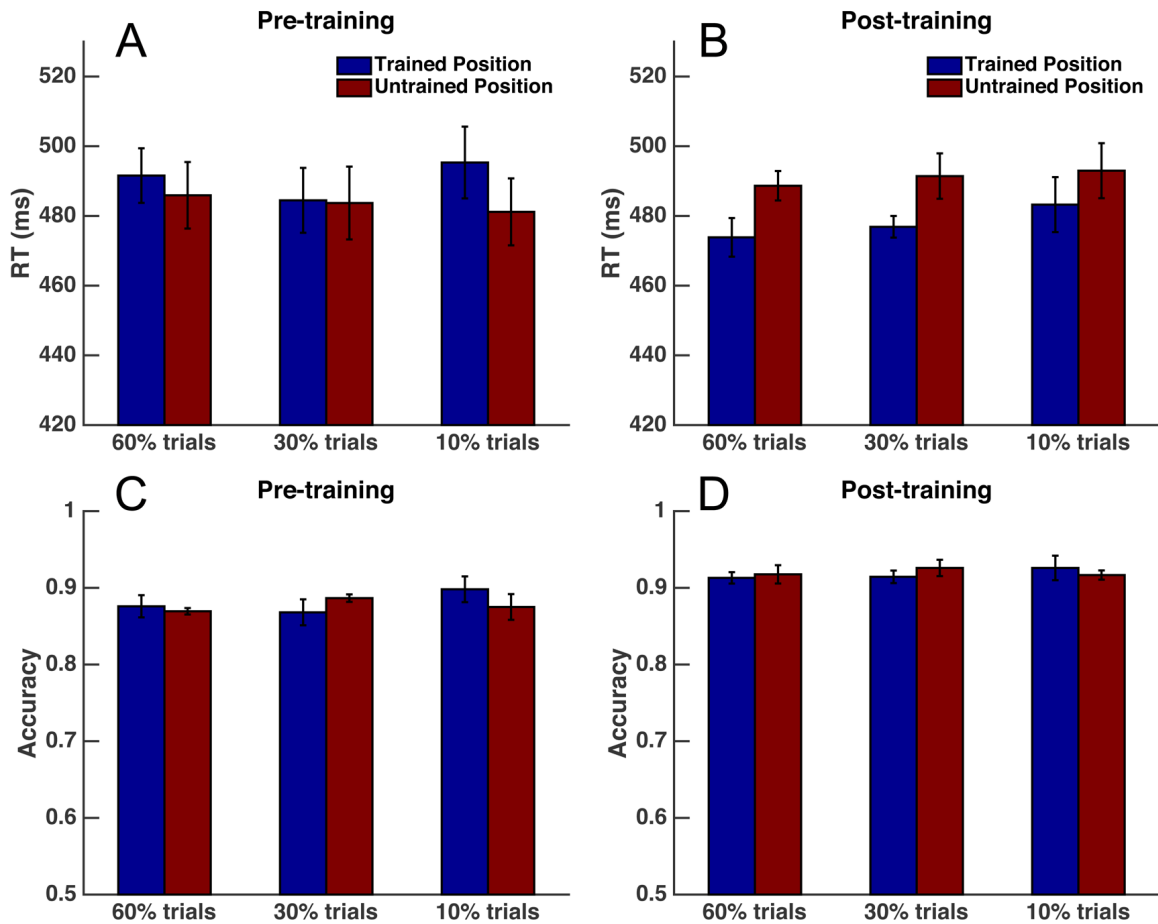 A
Pre-training
520
500
480
460
440
420
RT (ms)
Trained Position
Untrained Position
60% trials
30% trials
10% trials
B
Post-training
520
500
480
460
440
420
RT (ms)
Trained Position
Untrained Position
60% trials
30% trials
10% trials
C
Pre-training
1
0.9
0.8
0.7
0.6
0.5
Accuracy
60% trials
30% trials
10% trials
D
Post-training
1
0.9
0.8
0.7
0.6
0.5
Accuracy
60% trials
30% trials
10% trials